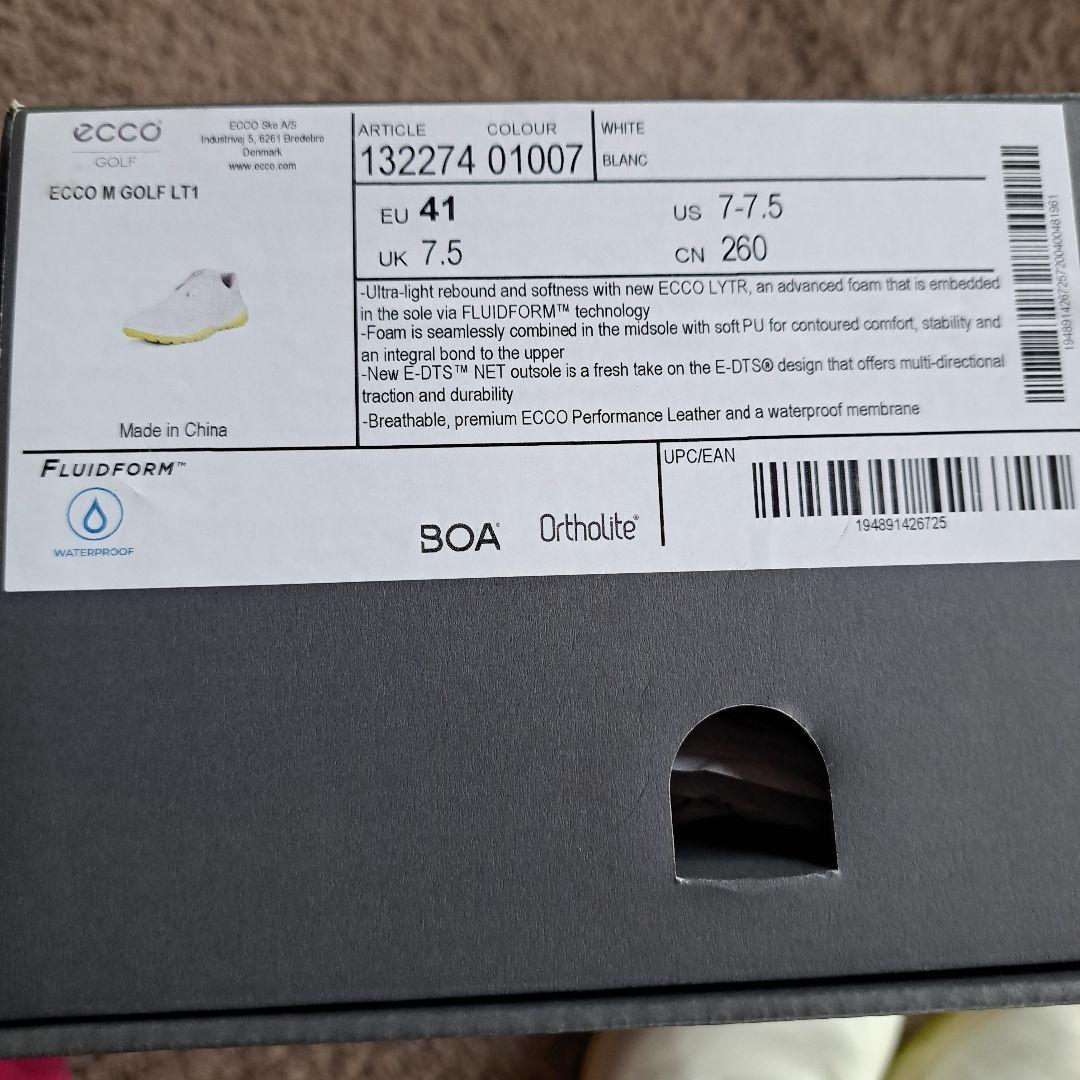 ecco
GOLF
ECCO Sko A/S
Industrivej 5, 6261 Bredebro
Denmark
www.ecco.com
ECCO M GOLF LT1
Made in China
ARTICLE COLOUR
132274 01007
WHITE
BLANC
EU 41
US 7-7.5
UK 7.5
CN 260
-Ultra-light rebound and softness with new ECCO LYTR, an advanced foam that is embedded
in the sole via FLUIDFORM™ technology
-Foam is seamlessly combined in the midsole with soft PU for contoured comfort, stability and
an integral bond to the upper
-New E-DTS™ NET outsole is a fresh take on the E-DTS® design that offers multi-directional
traction and durability
-Breathable, premium ECCO Performance Leather and a waterproof membrane
19489142672572004000481961
FLUIDFORM™
WATERPROOF
BOA®
Ortholite®
UPC/EAN
194891426725